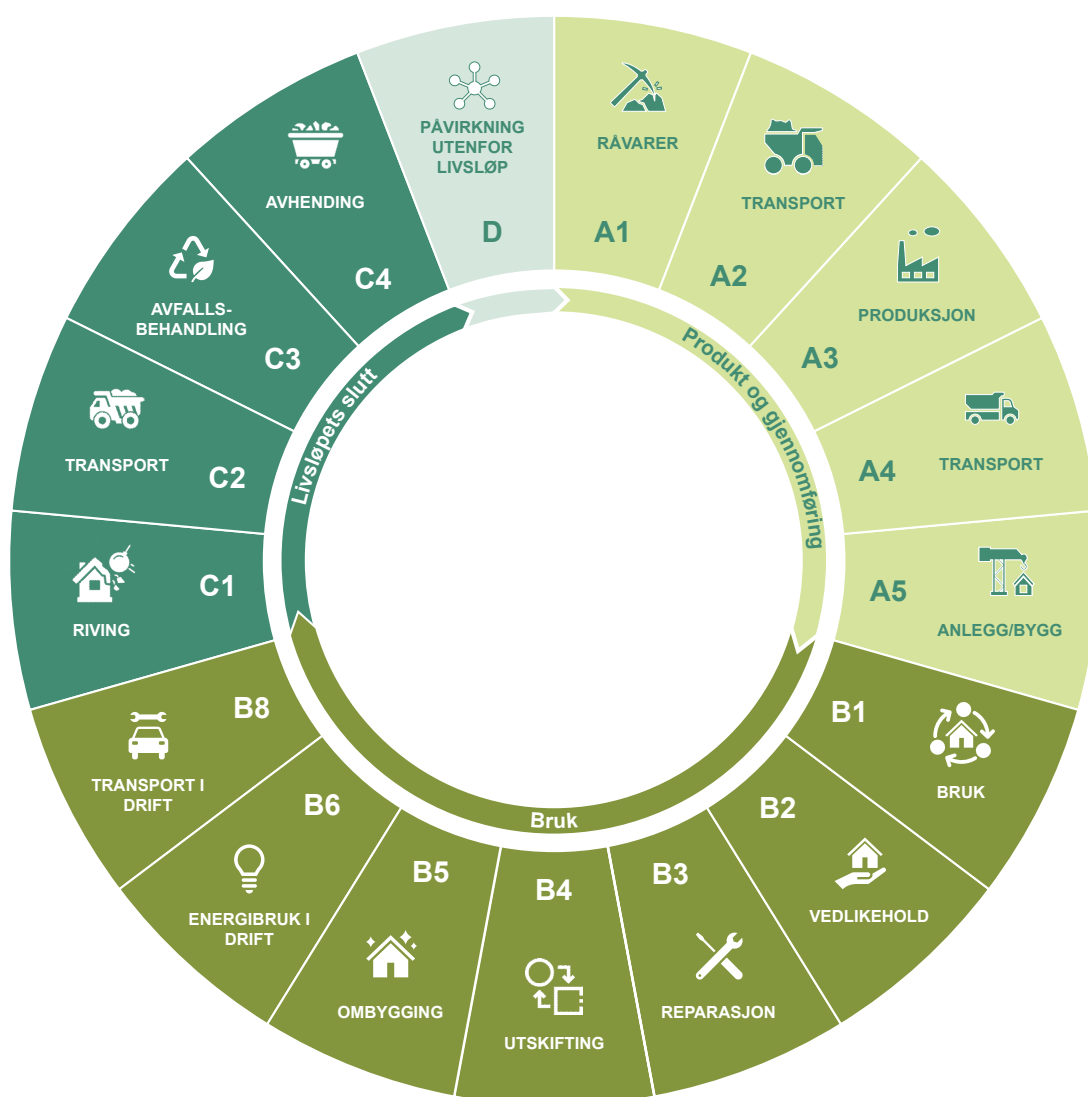 RÅVARER
A1
TRANSPORT
A2
PRODUKSJON
A3
TRANSPORT
A4
ANLEGG/BYGG
A5
BRUK
B1
VEDLIKEHOLD
B2
REPARASJON
B3
UTSKIFTING
B4
OMBYGGING
B5
ENERGIBRUK I
DRIFT
B6
TRANSPORT I
DRIFT
B8
RIVING
C1
TRANSPORT
C2
AVFALLS-
BEHANDLING
C3
AVHENDING
C4
PÅVIRKNING
UTENFOR
LIVSLØP
D
Produkt og gjennomføring
Bruk
Livsløpets slutt